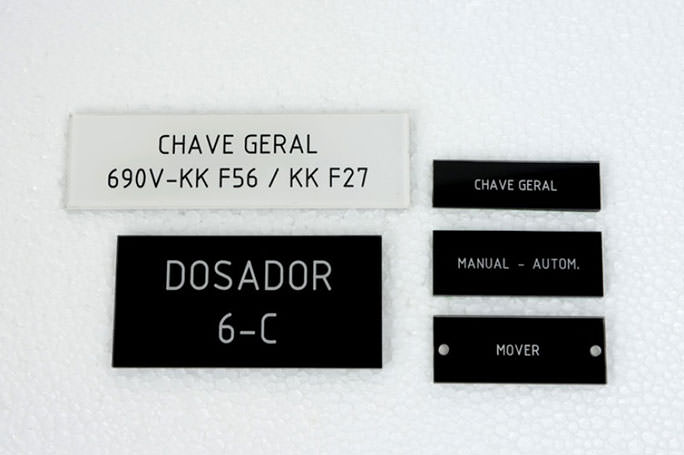 CHAVE GERAL
690V-KK F56 / KK F27
DOSADOR
6-C
CHAVE GERAL
MANUAL - AUTOM.
MOVER